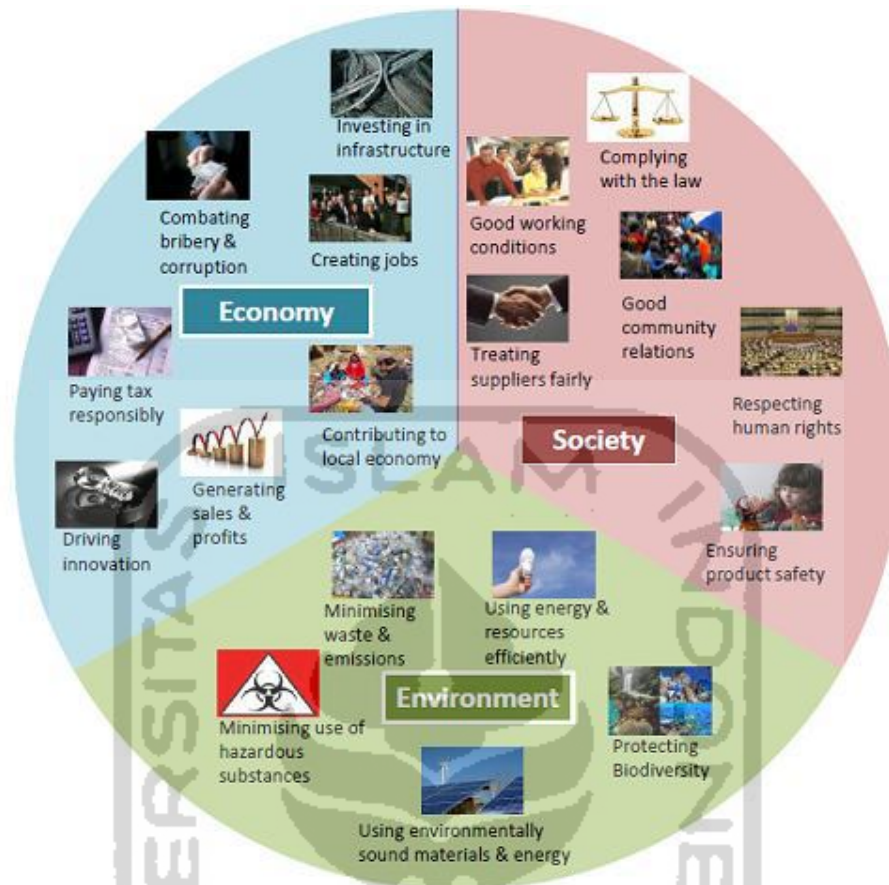 Investing in
infrastructure
Combating
bribery &
corruption
Creating jobs
Economy
Paying tax
responsibly
Contributing to
local economy
Generating
sales &
profits
Driving
innovation
Complying
with the law
Good working
conditions
Good
community
relations
Treating
suppliers fairly
Respecting
human rights
Society
Ensuring
product safety
Minimising
waste &
emissions
Using energy &
resources
efficiently
Environment
Minimising use of
hazardous
substances
Protecting
Biodiversity
Using environmentally
sound materials & energy
ISLAM